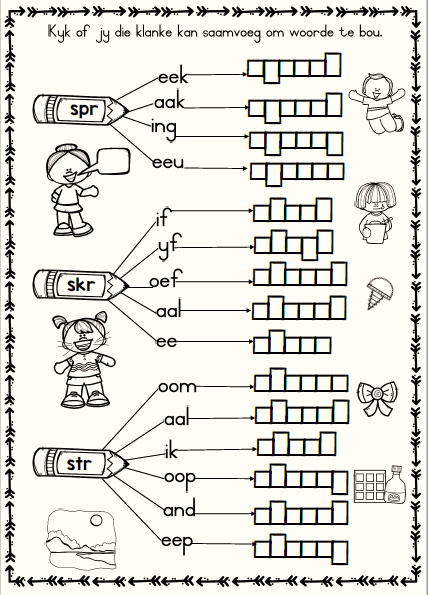 Kyk of jy die klanke kan saamvoeg om woorde te bou.
spr
eek
aak
ing
eeu
skr
if
yf
oef
aal
ee
str
oom
aal
ik
oop
and
eep